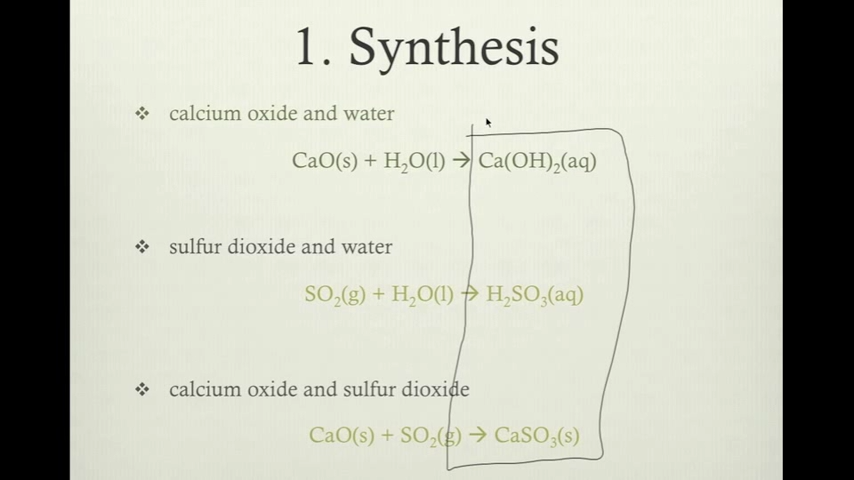 1. Synthesis
❖ calcium oxide and water
CaO(s) + H₂O(l) → Ca(OH)₂(aq)
❖ sulfur dioxide and water
SO₂(g) + H₂O(l) → H₂SO₃(aq)
❖ calcium oxide and sulfur dioxide
CaO(s) + SO₂(g) → CaSO₃(s)